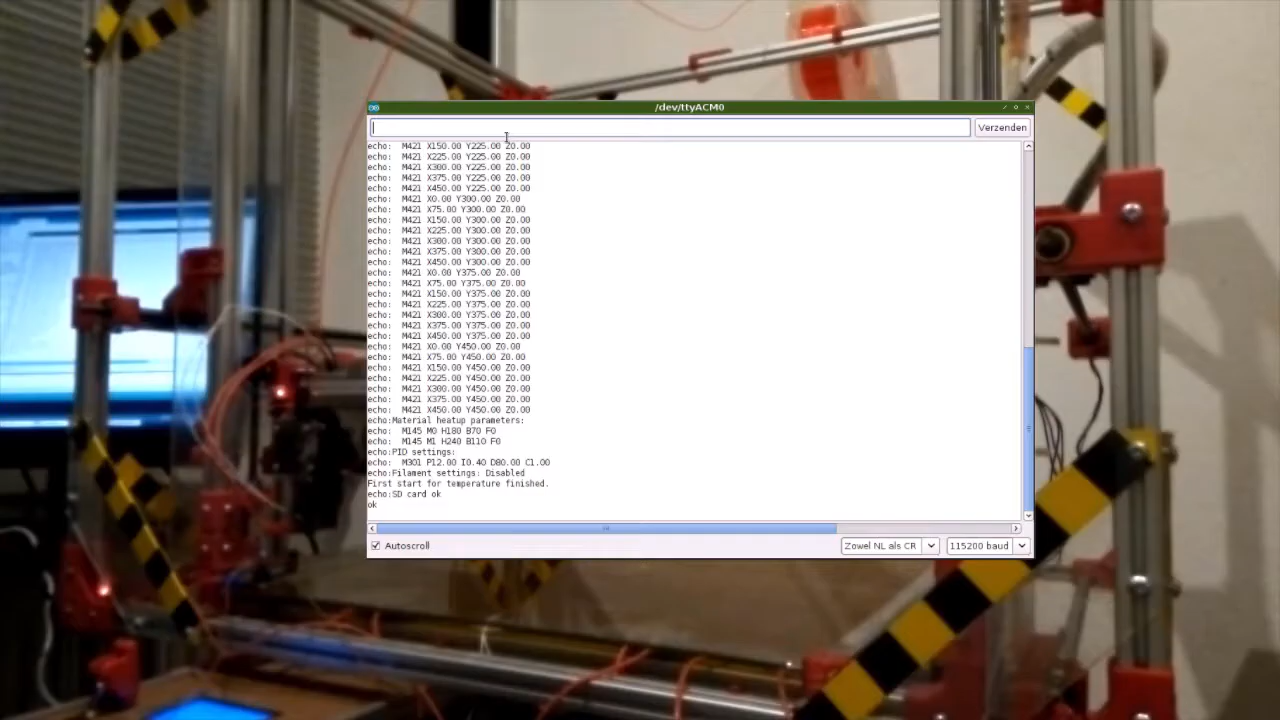 /dev/ttyACM0
Verzenden
echo:  M421 X150.00 Y225.00 Z0.00
echo:  M421 X225.00 Y225.00 Z0.00
echo:  M421 X300.00 Y225.00 Z0.00
echo:  M421 X375.00 Y225.00 Z0.00
echo:  M421 X450.00 Y225.00 Z0.00
echo:  M421 X0.00 Y300.00 Z0.00
echo:  M421 X75.00 Y300.00 Z0.00
echo:  M421 X150.00 Y300.00 Z0.00
echo:  M421 X225.00 Y300.00 Z0.00
echo:  M421 X300.00 Y300.00 Z0.00
echo:  M421 X375.00 Y300.00 Z0.00
echo:  M421 X450.00 Y300.00 Z0.00
echo:  M421 X0.00 Y375.00 Z0.00
echo:  M421 X75.00 Y375.00 Z0.00
echo:  M421 X150.00 Y375.00 Z0.00
echo:  M421 X225.00 Y375.00 Z0.00
echo:  M421 X300.00 Y375.00 Z0.00
echo:  M421 X375.00 Y375.00 Z0.00
echo:  M421 X450.00 Y375.00 Z0.00
echo:  M421 X0.00 Y450.00 Z0.00
echo:  M421 X75.00 Y450.00 Z0.00
echo:  M421 X150.00 Y450.00 Z0.00
echo:  M421 X225.00 Y450.00 Z0.00
echo:  M421 X300.00 Y450.00 Z0.00
echo:  M421 X375.00 Y450.00 Z0.00
echo:  M421 X450.00 Y450.00 Z0.00
echo:Material heatup parameters:
echo:  M145 M0 H180 B70 F0
echo:  M145 M1 H240 B110 F0
echo:PID settings:
echo:  M301 P12.00 I0.40 D80.00 C1.00
echo:Filament settings: Disabled
First start for temperature finished.
echo:SD card ok
ok
Autoscroll
Zowel NL als CR
115200 baud